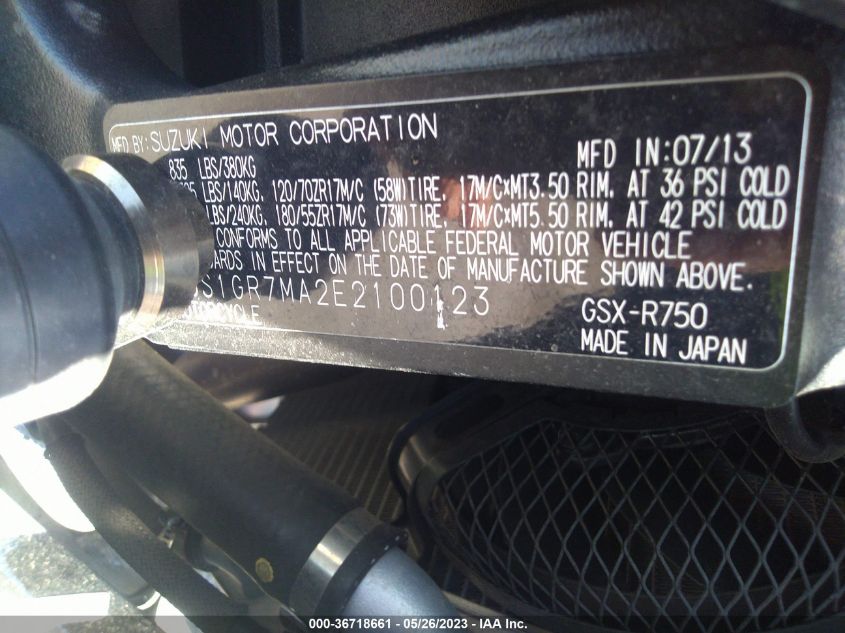 MFD BY: SUZUKI MOTOR CORPORATION
MFD IN:07/13
835 LBS/380KG
LBS/140KG, 120/70ZR17M/C (58W)TIRE, 17M/C×MT3.50 RIM, AT 36 PSI COLD
LBS/240KG, 180/55ZR17M/C (73W)TIRE, 17M/C×MT5.50 RIM, AT 42 PSI COLD
CONFORMS TO ALL APPLICABLE FEDERAL MOTOR VEHICLE
IN EFFECT ON THE DATE OF MANUFACTURE SHOWN ABOVE.
S1GR7MA2E2100123
GSX-R750
MADE IN JAPAN
000-36718661 - 05/26/2023 - IAA Inc.